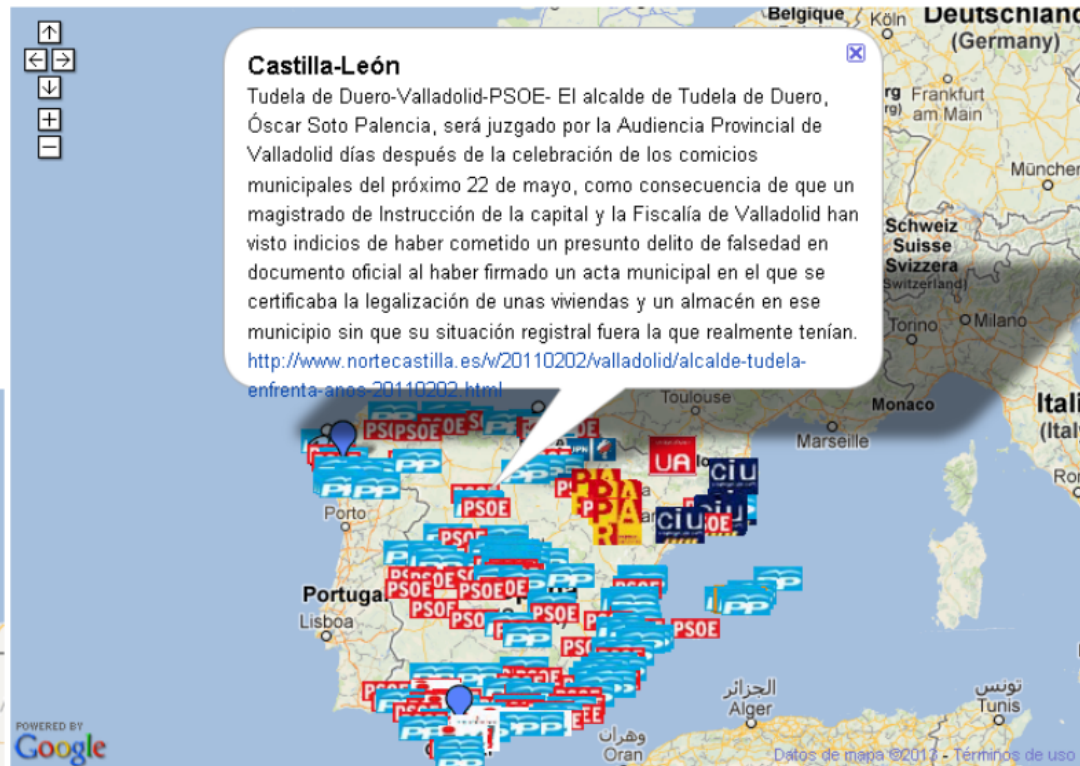 Castilla-León
Tudela de Duero-Valladolid-PSOE- El alcalde de Tudela de Duero,
Óscar Soto Palencia, será juzgado por la Audiencia Provincial de
Valladolid días después de la celebración de los comicios
municipales del próximo 22 de mayo, como consecuencia de que un
magistrado de Instrucción de la capital y la Fiscalía de Valladolid han
visto indicios de haber cometido un presunto delito de falsedad en
documento oficial al haber firmado un acta municipal en el que se
certificaba la legalización de unas viviendas y un almacén en ese
municipio sin que su situación registral fuera la que realmente tenían.
http://www.nortecastilla.es/v/20110202/valladolid/alcalde-tudela-
enfrenta-anos-20110202.html
Belgique
Köln
Deutschland
(Germany)
Frankfurt
am Main
München
Schweiz
Suisse
Svizzera
Switzerland)
Torino
Milano
Toulouse
Monaco
Marseille
Itali
(Italy
Ro
PSOE
PP
UA
ciu
PAR
Porto
Portugal
Lisboa
الجزائر
Alger
تونس
Tunis
وهران
Oran
POWERED BY
Google
Datos de mapa ©2013 - Términos de uso